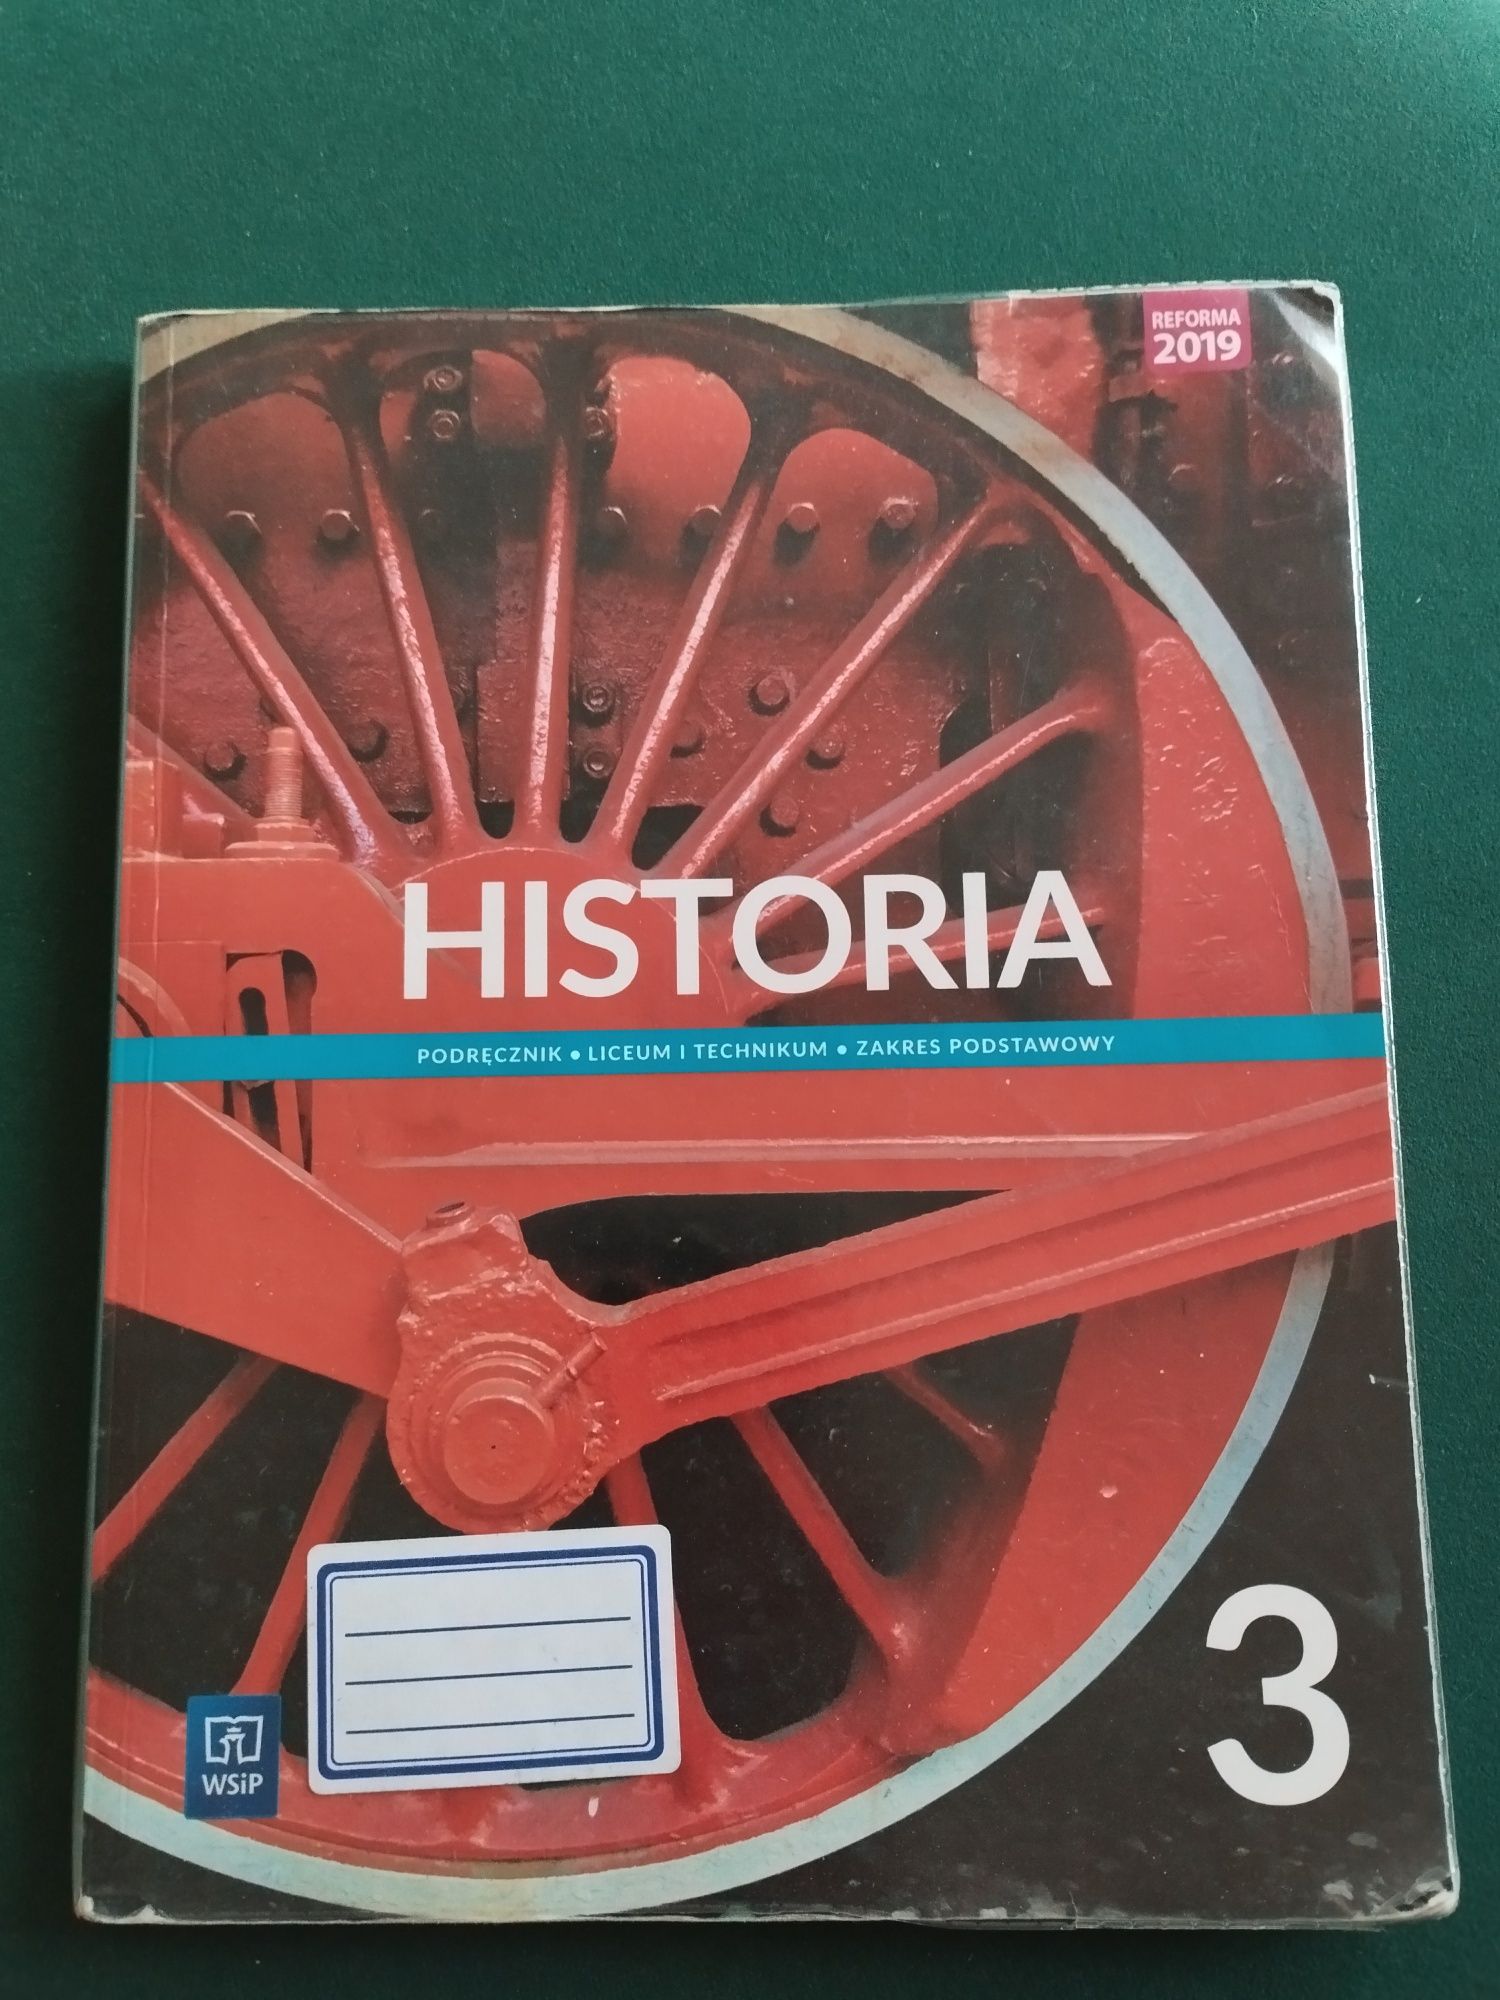 REFORMA
2019
HISTORIA
PODRĘCZNIK • LICEUM I TECHNIKUM • ZAKRES PODSTAWOWY
3
WSiP